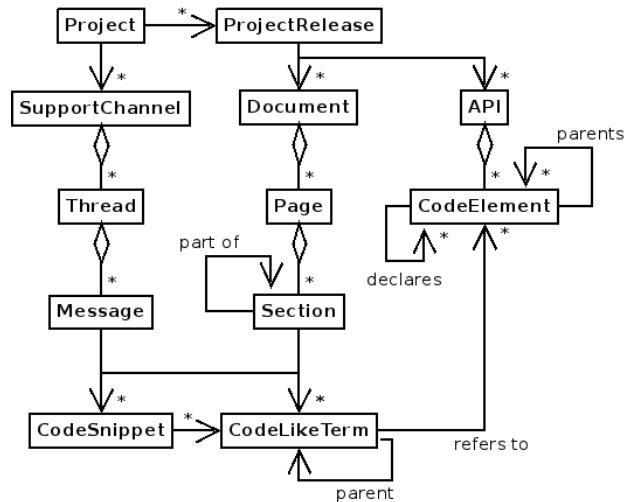 Project
*
ProjectRelease
*
*
*
SupportChannel
Document
API
parents
*
*
*
*
Thread
Page
CodeElement
part of
*
*
declares
*
*
Message
Section
*
*
*
CodeSnippet
CodeLikeTerm
refers to
parent